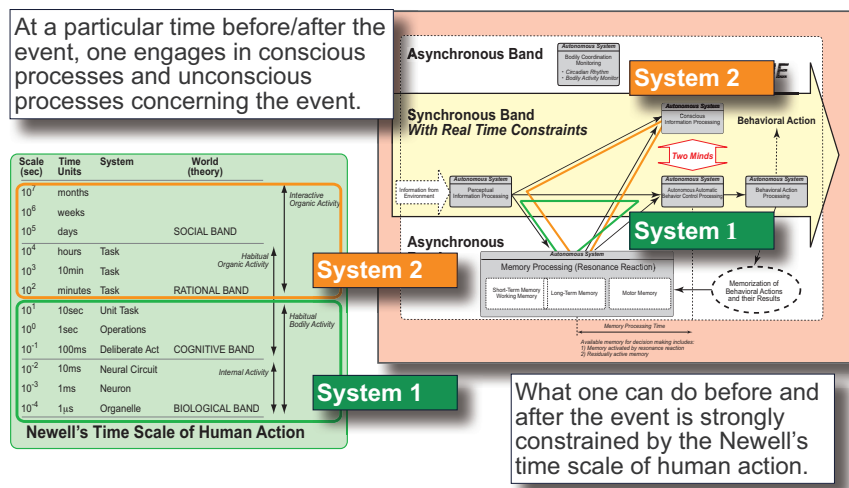 At a particular time before/after the
event, one engages in conscious
processes and unconscious
processes concerning the event.
Scale Time System World
(sec) Units (theory)
10^7 months
10^6 weeks
10^5 days SOCIAL BAND
10^4 hours Task
10^3 10min Task
10^2 minutes Task RATIONAL BAND
10^1 10sec Unit Task
10^0 1sec Operations
10^-1 100ms Deliberate Act COGNITIVE BAND
10^-2 10ms Neural Circuit
10^-3 1ms Neuron
10^-4 1µs Organelle BIOLOGICAL BAND
Interactive
Organic Activity
Habitual
Organic Activity
Habitual
Bodily Activity
Internal Activity
Newell's Time Scale of Human Action
System 2
System 1
Asynchronous Band
Autonomous System
Bodily Coordination
Monitoring
• Circadian Rhythm
• Bodily Activity Monitor
System 2
Synchronous Band
With Real Time Constraints
Autonomous System
Conscious
Information Processing
Behavioral Action
Two Minds
Information from
Environment
Autonomous System
Perceptual
Information Processing
Autonomous System
Autonomous Automatic
Behavior Control Processing
Autonomous System
Behavioral Action
Processing
System 1
Asynchronous
Autonomous System
Memory Processing (Resonance Reaction)
Short-Term Memory
Working Memory
Long-Term Memory
Motor Memory
Memorization of
Behavioral Actions
and their Results
Memory Processing Time
Available memory for decision making includes:
1) Memory activated by resonance reaction
2) Residually active memory
What one can do before and
after the event is strongly
constrained by the Newell's
time scale of human action.